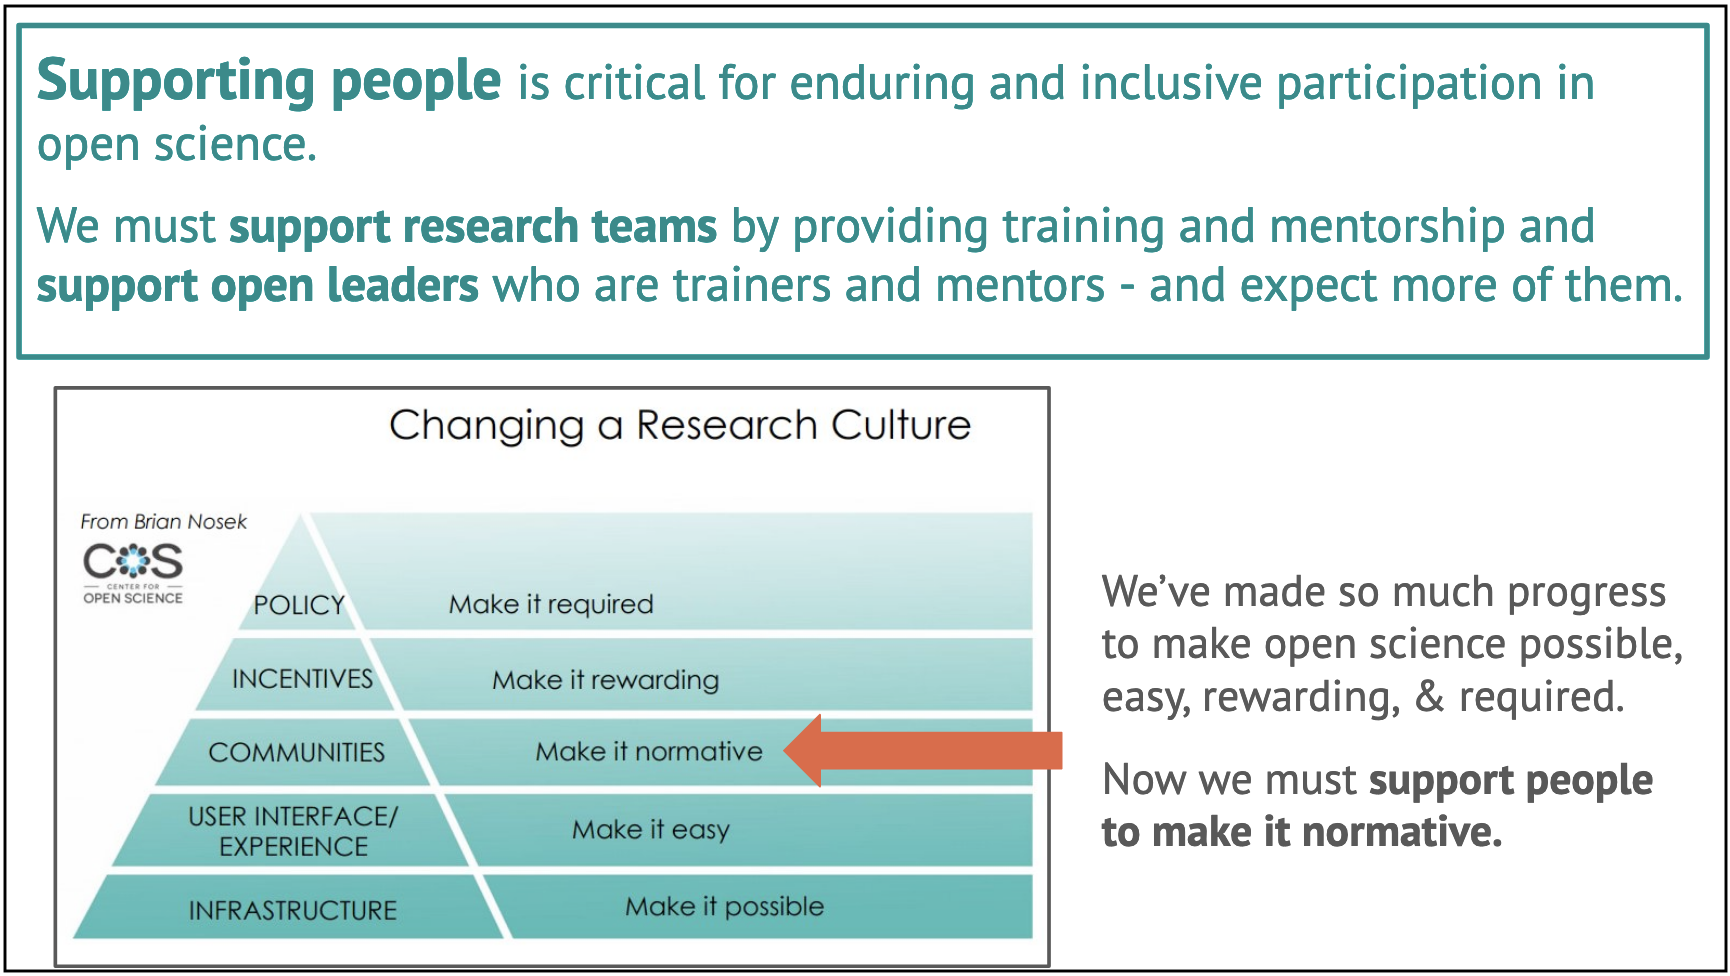 Supporting people is critical for enduring and inclusive participation in
open science.
We must support research teams by providing training and mentorship and
support open leaders who are trainers and mentors - and expect more of them.
Changing a Research Culture
From Brian Nosek
COS
CENTER FOR
OPEN SCIENCE
POLICY
Make it required
INCENTIVES
Make it rewarding
COMMUNITIES
Make it normative
USER INTERFACE/
EXPERIENCE
Make it easy
INFRASTRUCTURE
Make it possible
We’ve made so much progress
to make open science possible,
easy, rewarding, & required.
Now we must support people
to make it normative.